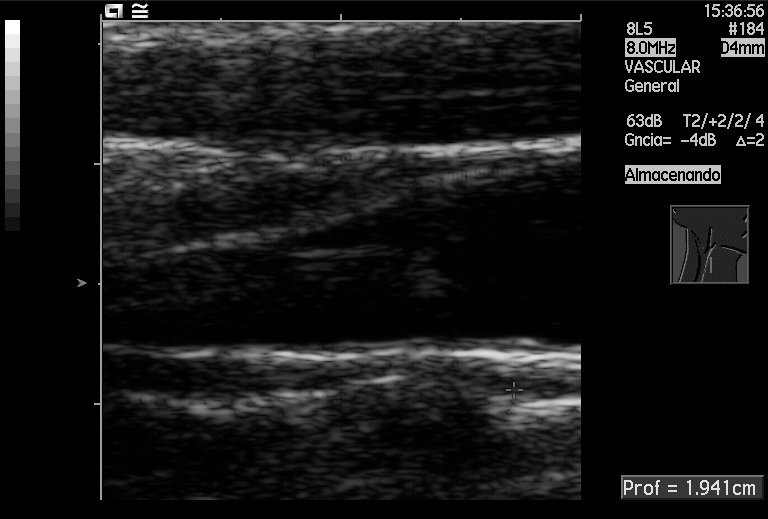 15:36:56
8L5 #184
8.0MHz 04mm
VASCULAR
General
63dB T2/+2/2/ 4
Gncia= -4dB Δ=2
Almacenando
Prof = 1.941cm